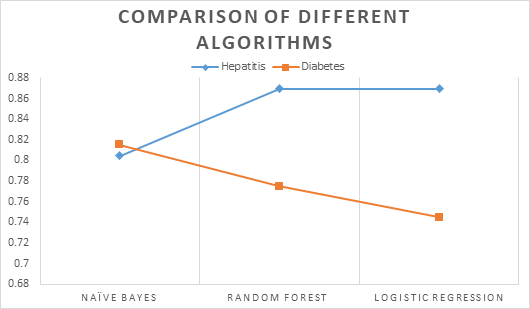 COMPARISON OF DIFFERENT
ALGORITHMS
Hepatitis Diabetes
0.88
0.86
0.84
0.82
0.8
0.78
0.76
0.74
0.72
0.7
0.68
NAÏVE BAYES RANDOM FOREST LOGISTIC REGRESSION